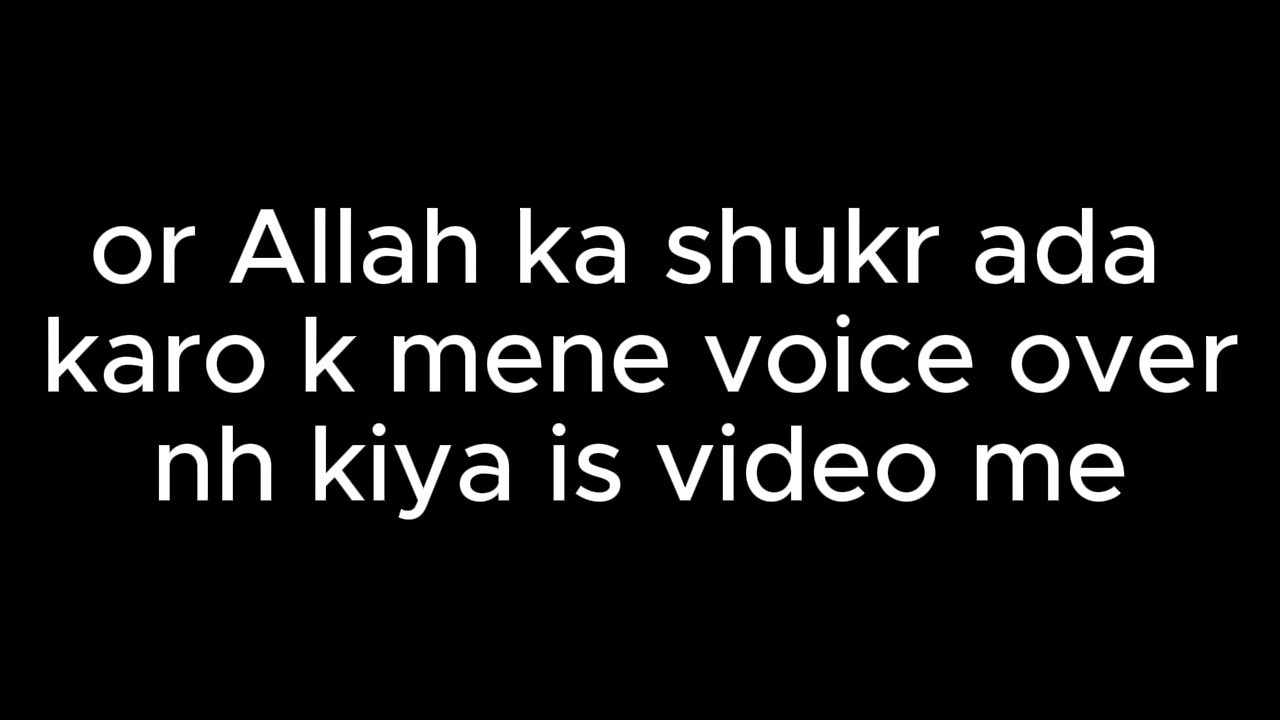 or Allah ka shukr ada
karo k mene voice over
nh kiya is video me